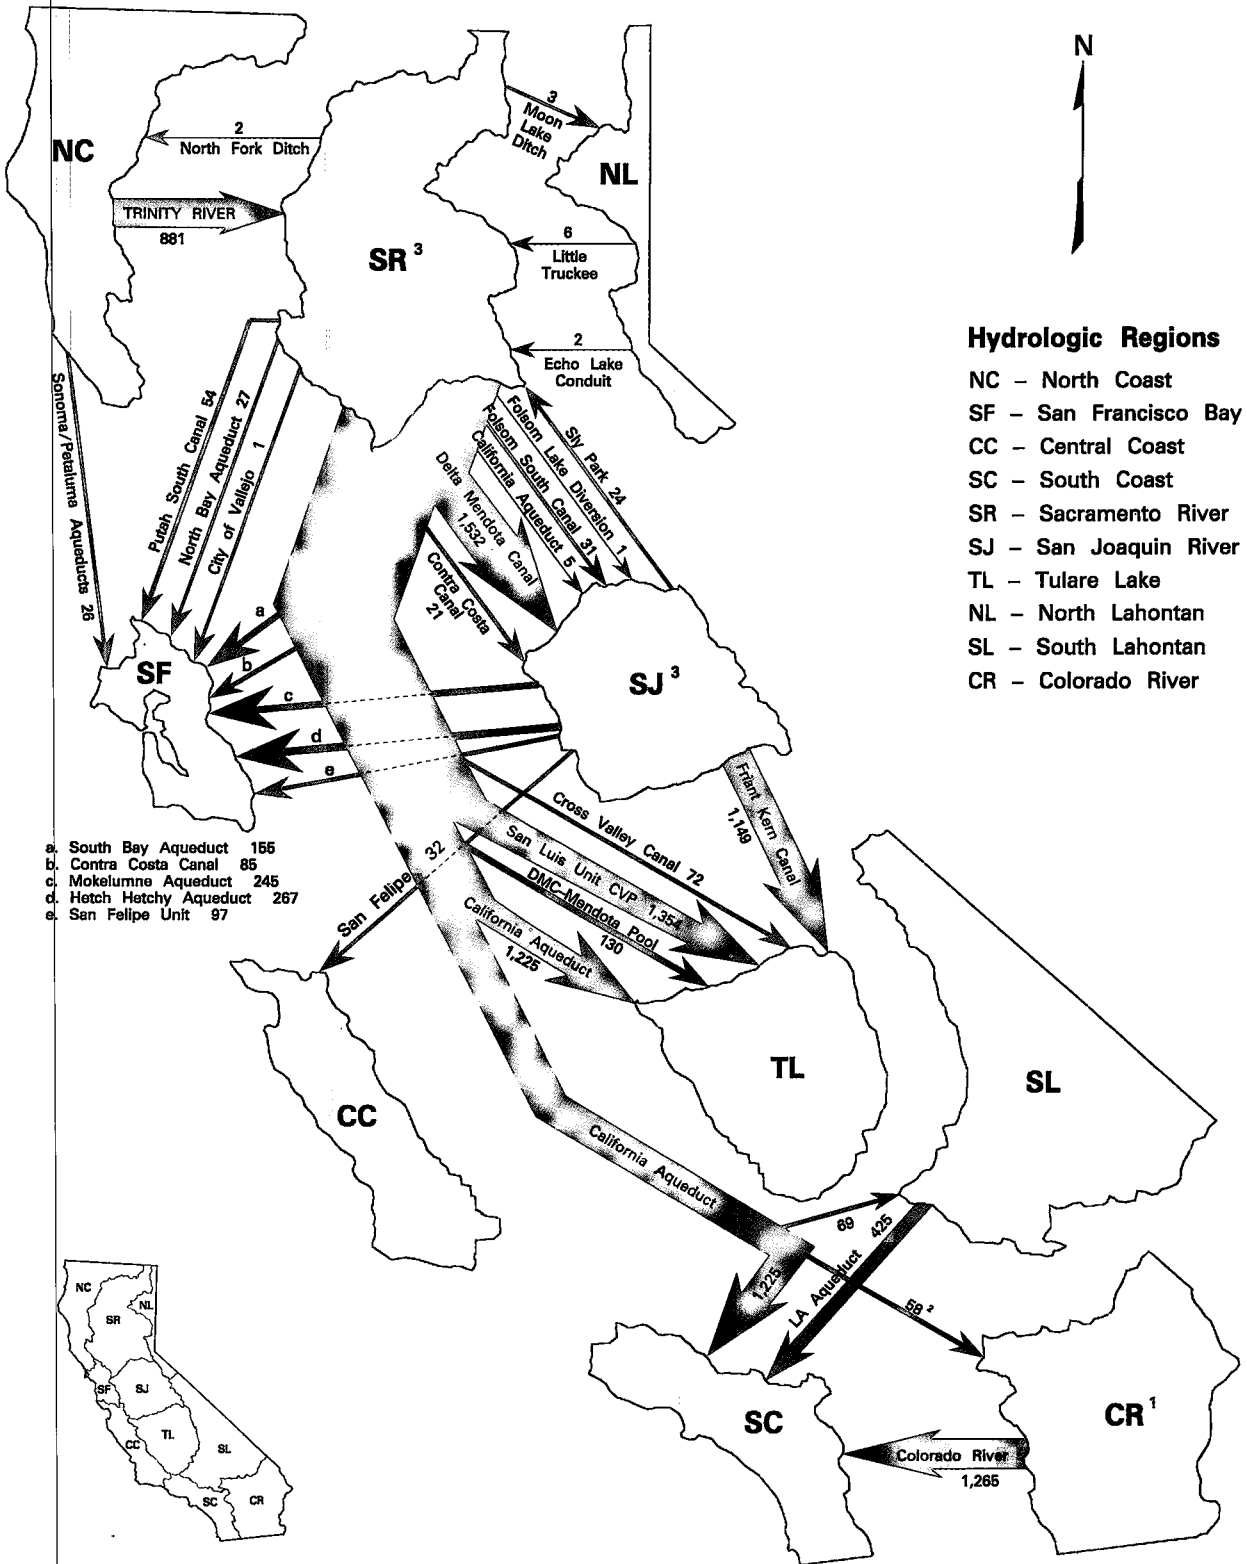 N
3
Moon
Lake
Ditch
2
North Fork Ditch
NC
NL
TRINITY RIVER
881
SR 3
6
Little
Truckee
2
Echo Lake
Conduit
Hydrologic Regions
NC – North Coast
SF – San Francisco Bay
CC – Central Coast
SC – South Coast
SR – Sacramento River
SJ – San Joaquin River
TL – Tulare Lake
NL – North Lahontan
SL – South Lahontan
CR – Colorado River
Sonoma/Petaluma Aqueducts 26
Putah South Canal 54
North Bay Aqueduct 27
City of Vallejo 1
Sly Park 24
Folsom Lake Diversion 1
Folsom South Canal 31
California Aqueduct 5
Delta Mendota Canal
1,532
Contra Costa
Canal
21
a
b
c
d
e
SF
SJ 3
a. South Bay Aqueduct 155
b. Contra Costa Canal 85
c. Mokelumne Aqueduct 245
d. Hetch Hetchy Aqueduct 267
e. San Felipe Unit 97
Friant Kern Canal
1,149
Cross Valley Canal 72
San Luis Unit CVP 1,354
DMC-Mendota Pool
130
California Aqueduct
1,225
San Felipe 32
TL
SL
CC
California Aqueduct
69
425
LA Aqueduct
1,225
58 2
SC
CR 1
Colorado River
1,265
NC
SR
NL
SF
SJ
CC
TL
SL
SC
CR